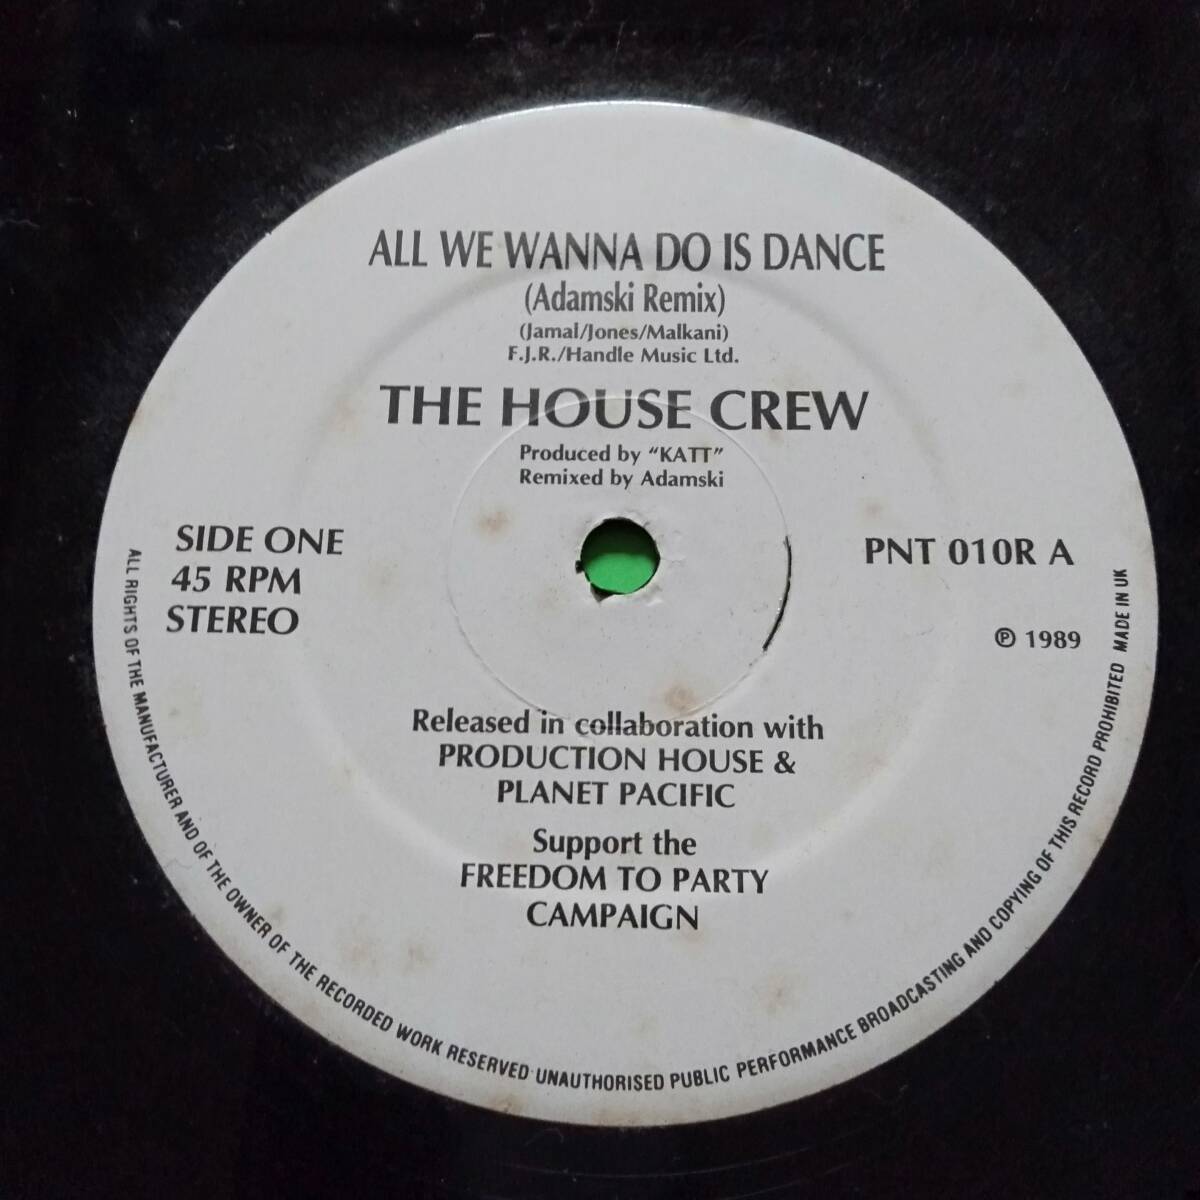 ALL WE WANNA DO IS DANCE
(Adamski Remix)
(Jamal/Jones/Malkani)
F.J.R./Handle Music Ltd.
THE HOUSE CREW
Produced by "KATT"
Remixed by Adamski
SIDE ONE
45 RPM
STEREO
PNT 010R A
℗ 1989
Released in collaboration with
PRODUCTION HOUSE &
PLANET PACIFIC
Support the
FREEDOM TO PARTY
CAMPAIGN
ALL RIGHTS OF THE MANUFACTURER AND OF THE OWNER OF THE RECORDED WORK RESERVED UNAUTHORISED PUBLIC PERFORMANCE BROADCASTING AND COPYING OF THIS RECORD PROHIBITED MADE IN UK